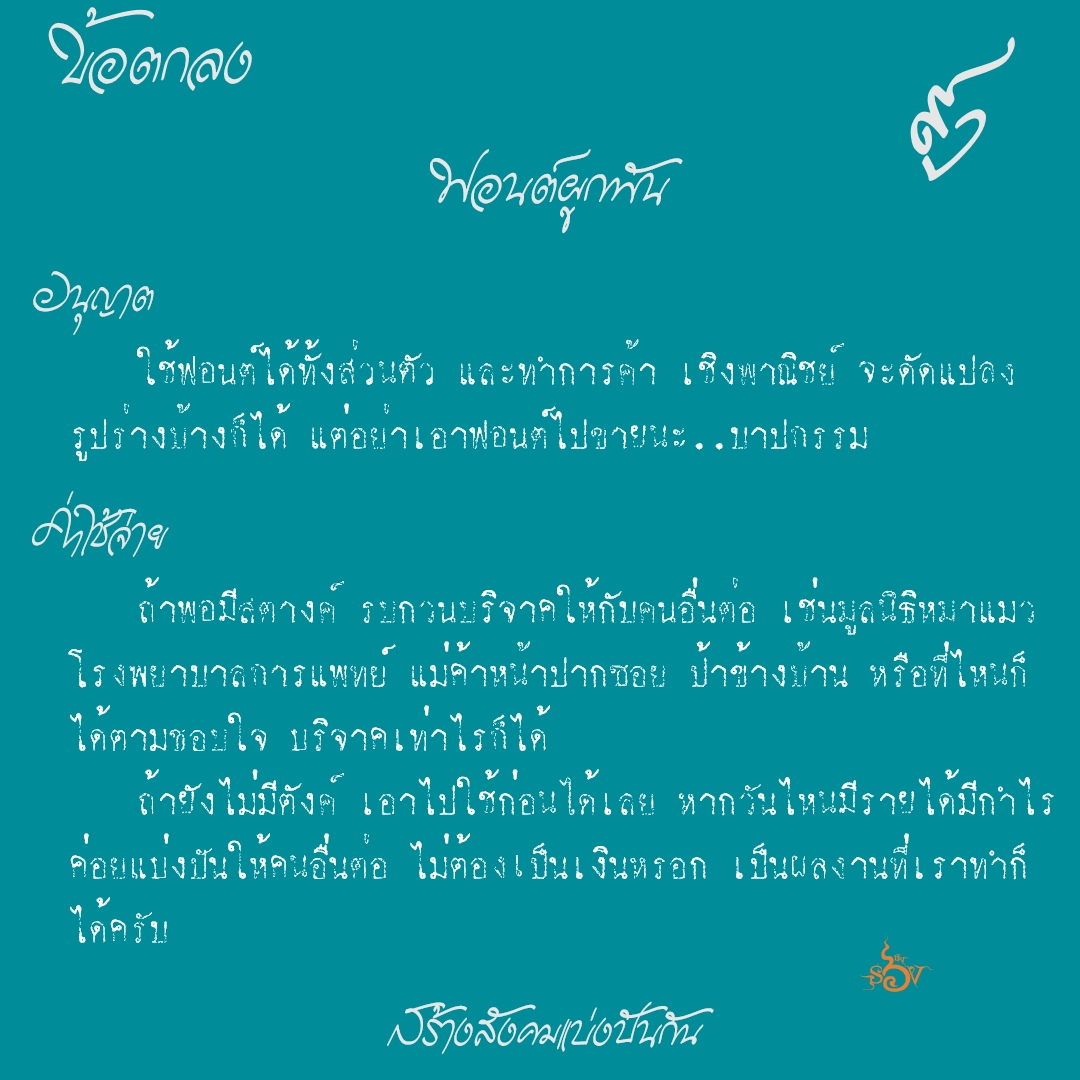 ข้อตกลง
ฟอนต์ผูกพัน
อนุญาต
ใช้ฟอนต์ได้ทั้งส่วนตัว และทำการค้า เชิงพาณิชย์ จะดัดแปลง
รูปร่างบ้างก็ได้ แต่อย่าเอาฟอนต์ไปขายนะ..บาปกรรม
ค่าใช้จ่าย
ถ้าพอมีสตางค์ รบกวนบริจาคให้กับคนอื่นต่อ เช่นมูลนิธิหมาแมว
โรงพยาบาลการแพทย์ แม่ค้าหน้าปากซอย ป้าข้างบ้าน หรือที่ไหนก็
ได้ตามชอบใจ บริจาคเท่าไรก็ได้
ถ้ายังไม่มีตังค์ เอาไปใช้ก่อนได้เลย หากวันไหนมีรายได้มีกำไร
ค่อยแบ่งปันให้คนอื่นต่อ ไม่ต้องเป็นเงินหรอก เป็นผลงานที่เราทำก็
ได้ครับ
สร้างสังคมแบ่งปันกัน